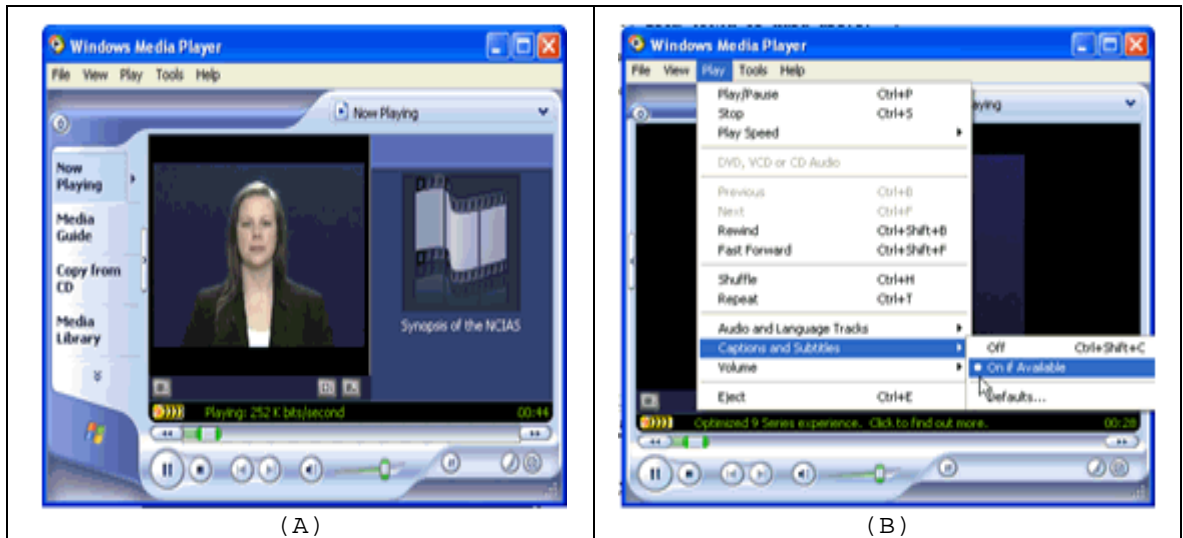 Windows Media Player
File View Play Tools Help
Now Playing
Now
Playing
Media
Guide
Copy from
CD
Media
Library
Synopsis of the NCIAS
Playing: 252 K bits/second 00:44
(A)
Windows Media Player
File View Play Tools Help
Play/Pause Ctrl+P
Stop Ctrl+S
Play Speed
DVD, VCD or CD Audio
Previous Ctrl+B
Next Ctrl+F
Rewind Ctrl+Shift+B
Fast Forward Ctrl+Shift+F
Shuffle Ctrl+H
Repeat Ctrl+T
Audio and Language Tracks
Captions and Subtitles
Volume
Eject Ctrl+E
aying
Off Ctrl+Shift+C
On if Available
Defaults...
Optimized 9 Series experience. Click to find out more. 00:28
(B)